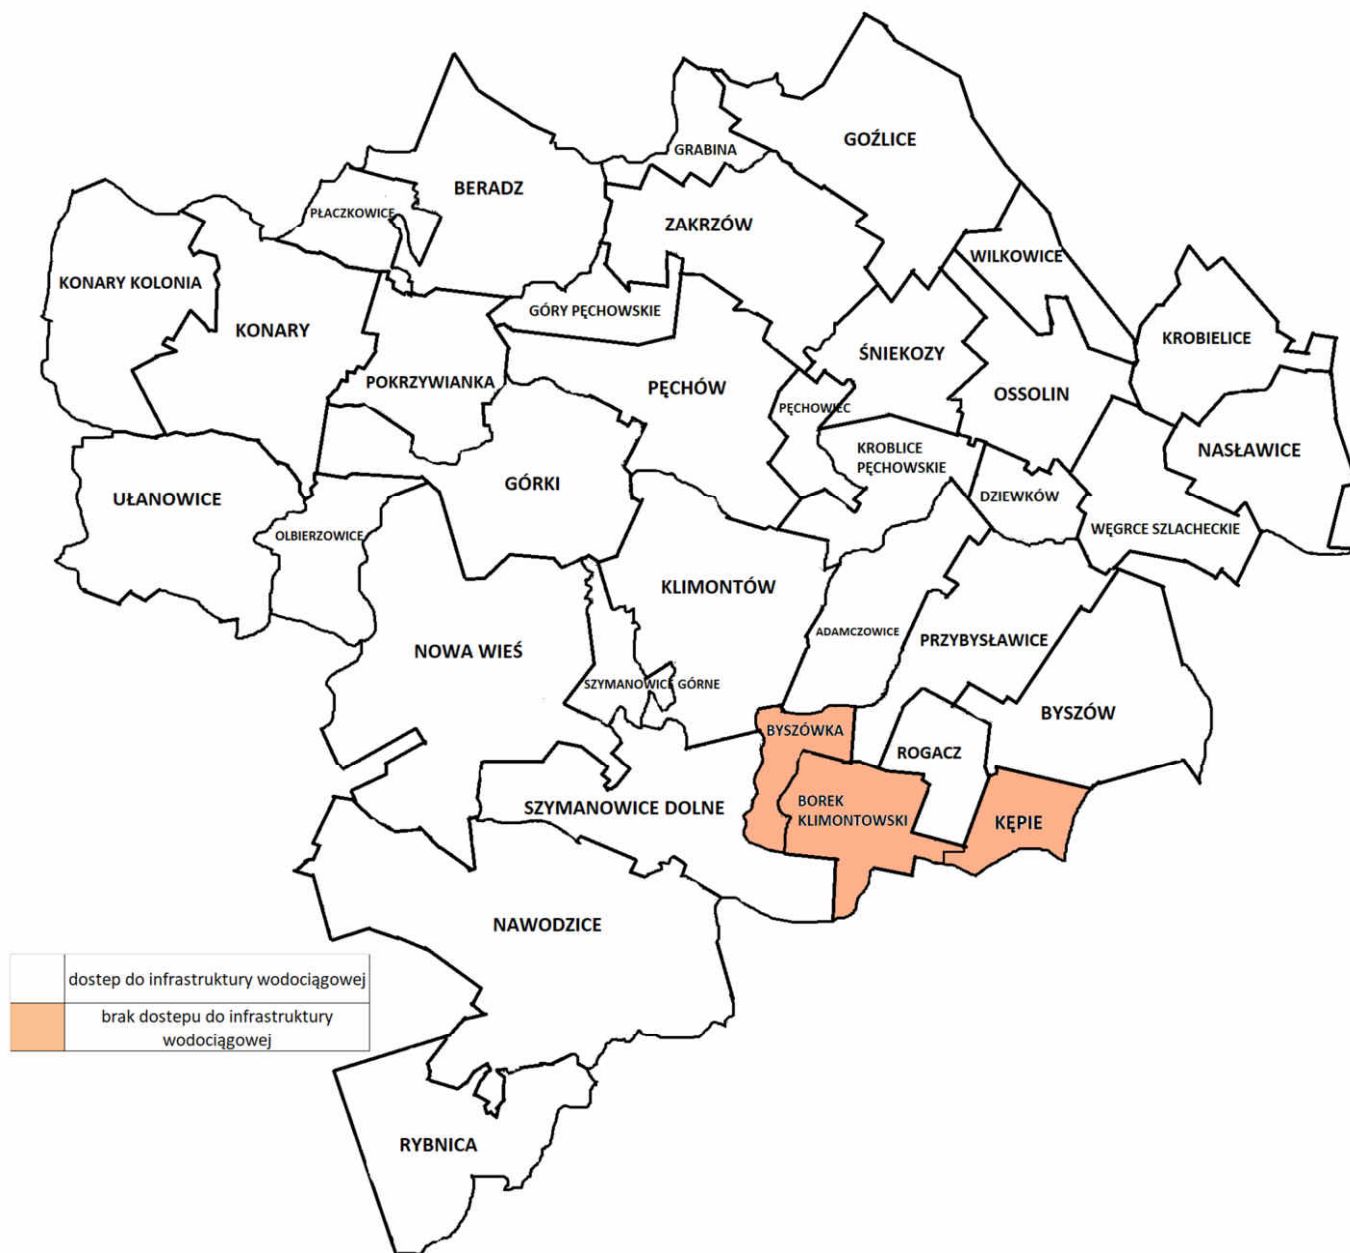 GOŹLICE
GRABINA
BERADZ
PŁACZKOWICE
ZAKRZÓW
WILKOWICE
KONARY KOLONIA
GÓRY PĘCHOWSKIE
KONARY
KROBIELICE
ŚNIEKOZY
POKRZYWIANKA
PĘCHÓW
OSSOLIN
PĘCHOWIEC
KROBLICE
PĘCHOWSKIE
NASŁAWICE
GÓRKI
UŁANOWICE
DZIEWKÓW
WĘGRCE SZLACHECKIE
OLBIERZOWICE
KLIMONTÓW
ADAMCZOWICE
PRZYBYSŁAWICE
NOWA WIEŚ
SZYMANOWICE GÓRNE
BYSZÓW
BYSZÓWKA
ROGACZ
SZYMANOWICE DOLNE
BOREK
KLIMONTOWSKI
KĘPIE
NAWODZICE
dostep do infrastruktury wodociągowej
brak dostepu do infrastruktury
wodociągowej
RYBNICA